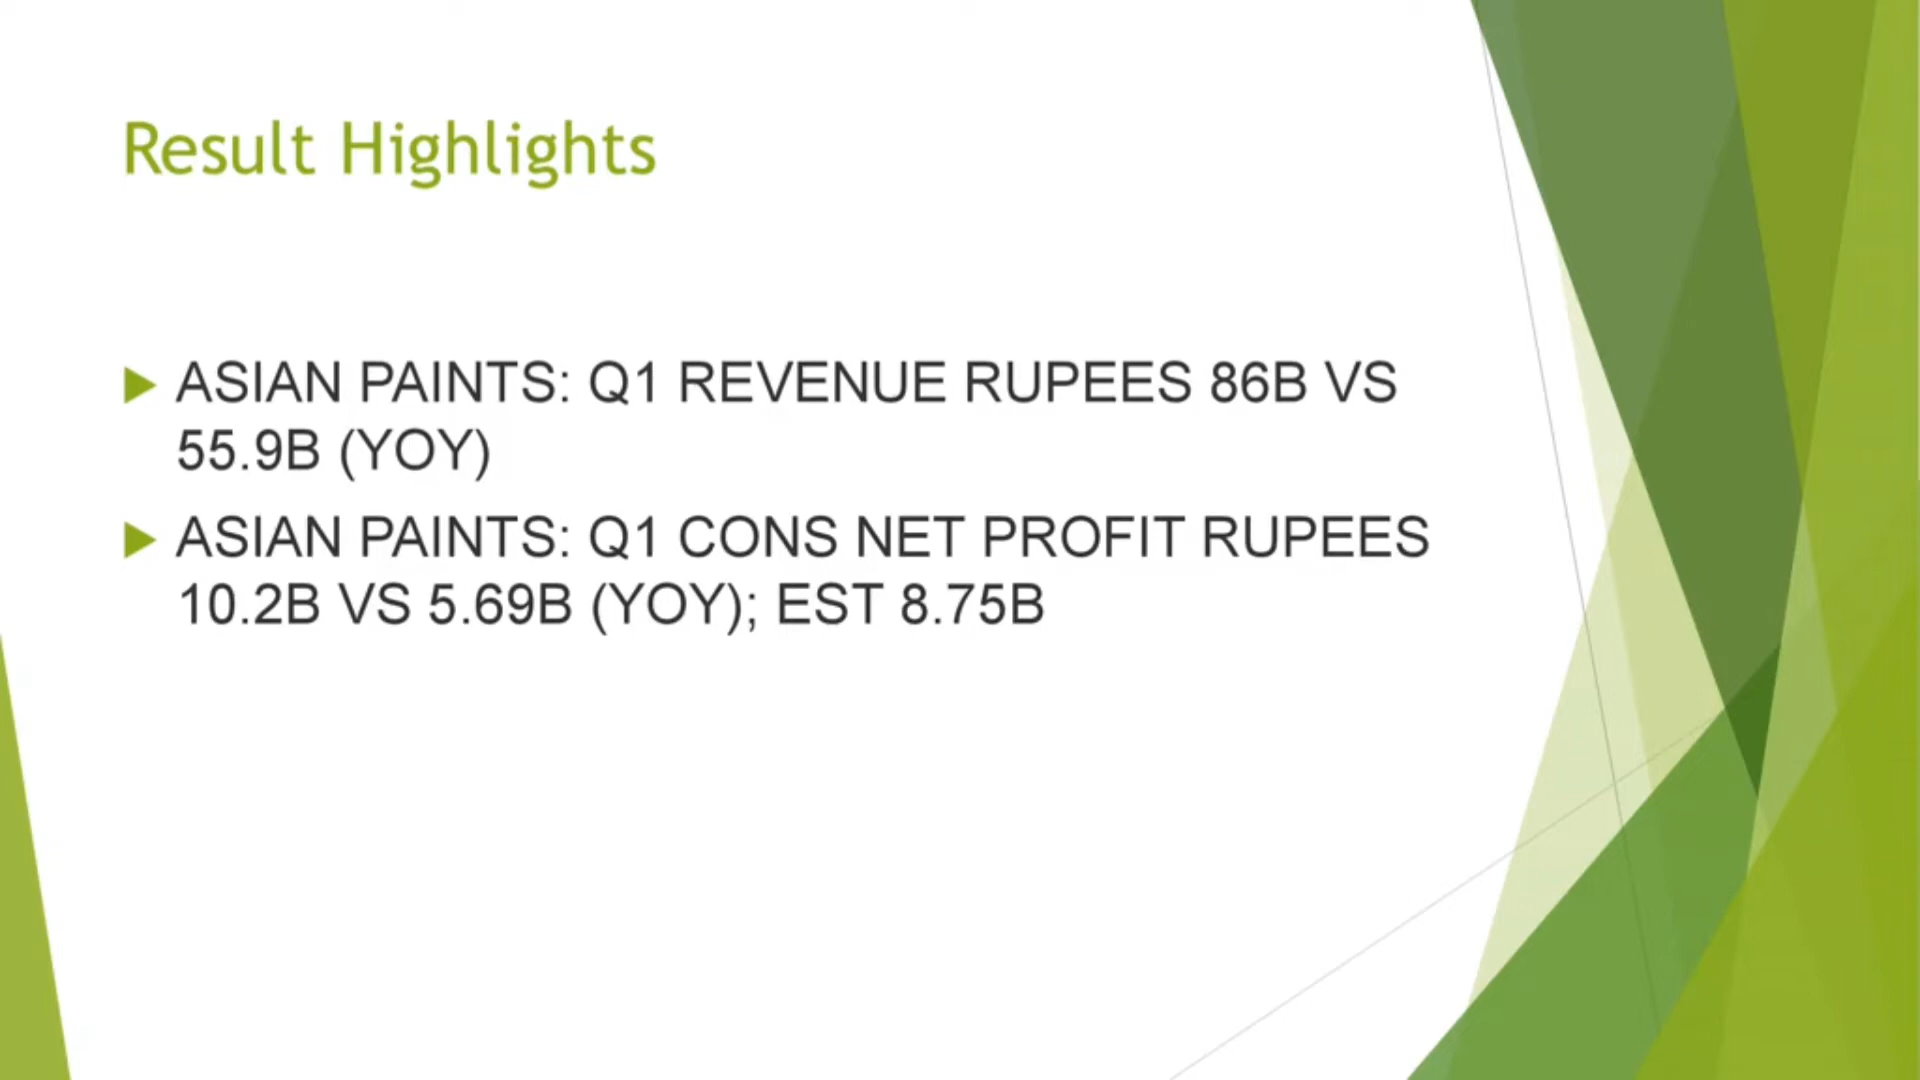 Result Highlights
ASIAN PAINTS: Q1 REVENUE RUPEES 86B VS
55.9B (YOY)
ASIAN PAINTS: Q1 CONS NET PROFIT RUPEES
10.2B VS 5.69B (YOY); EST 8.75B